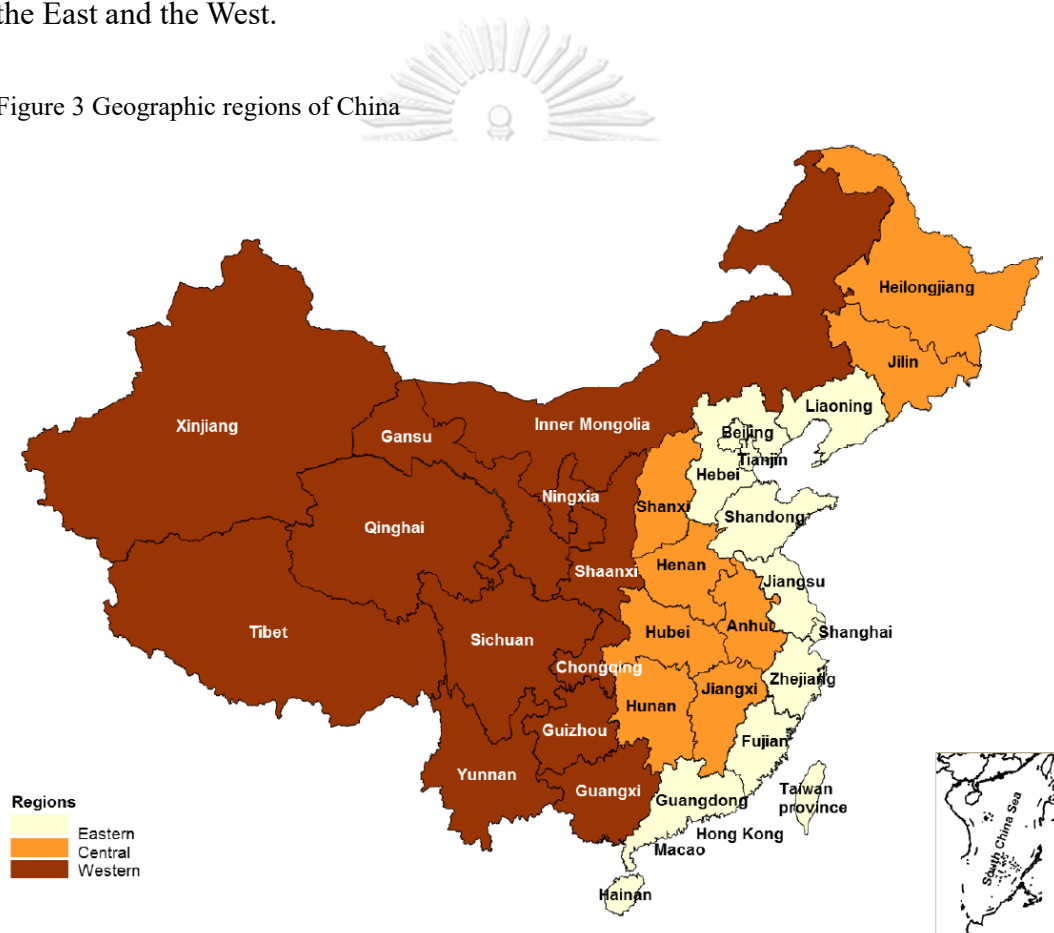 the East and the West.
Figure 3 Geographic regions of China
Heilongjiang
Jilin
Liaoning
Xinjiang
Gansu
Inner Mongolia
Beijing
Tianjin
Hebei
Ningxia
Shanxi
Shandong
Qinghai
Henan
Shaanxi
Jiangsu
Tibet
Sichuan
Hubei
Anhui
Shanghai
Chongqing
Zhejiang
Jiangxi
Hunan
Guizhou
Fujian
Yunnan
Guangxi
Guangdong
Taiwan
province
Hong Kong
Macao
Hainan
South China Sea
Regions
Eastern
Central
Western